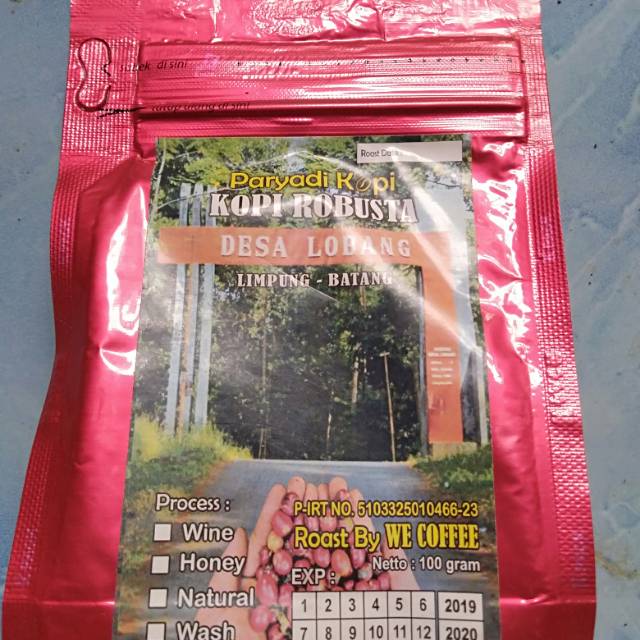 di sini
Roast Date
Paryadi Kopi
KOPI ROBUSTA
DESA LOBANG
LIMPUNG - BATANG
Process :
Wine
Honey
Natural
Wash
P-IRT NO. 5103325010466-23
Roast By WE COFFEE
Netto : 100 gram
EXP :
1 2 3 4 5 6 2019
7 8 9 10 11 12 2020